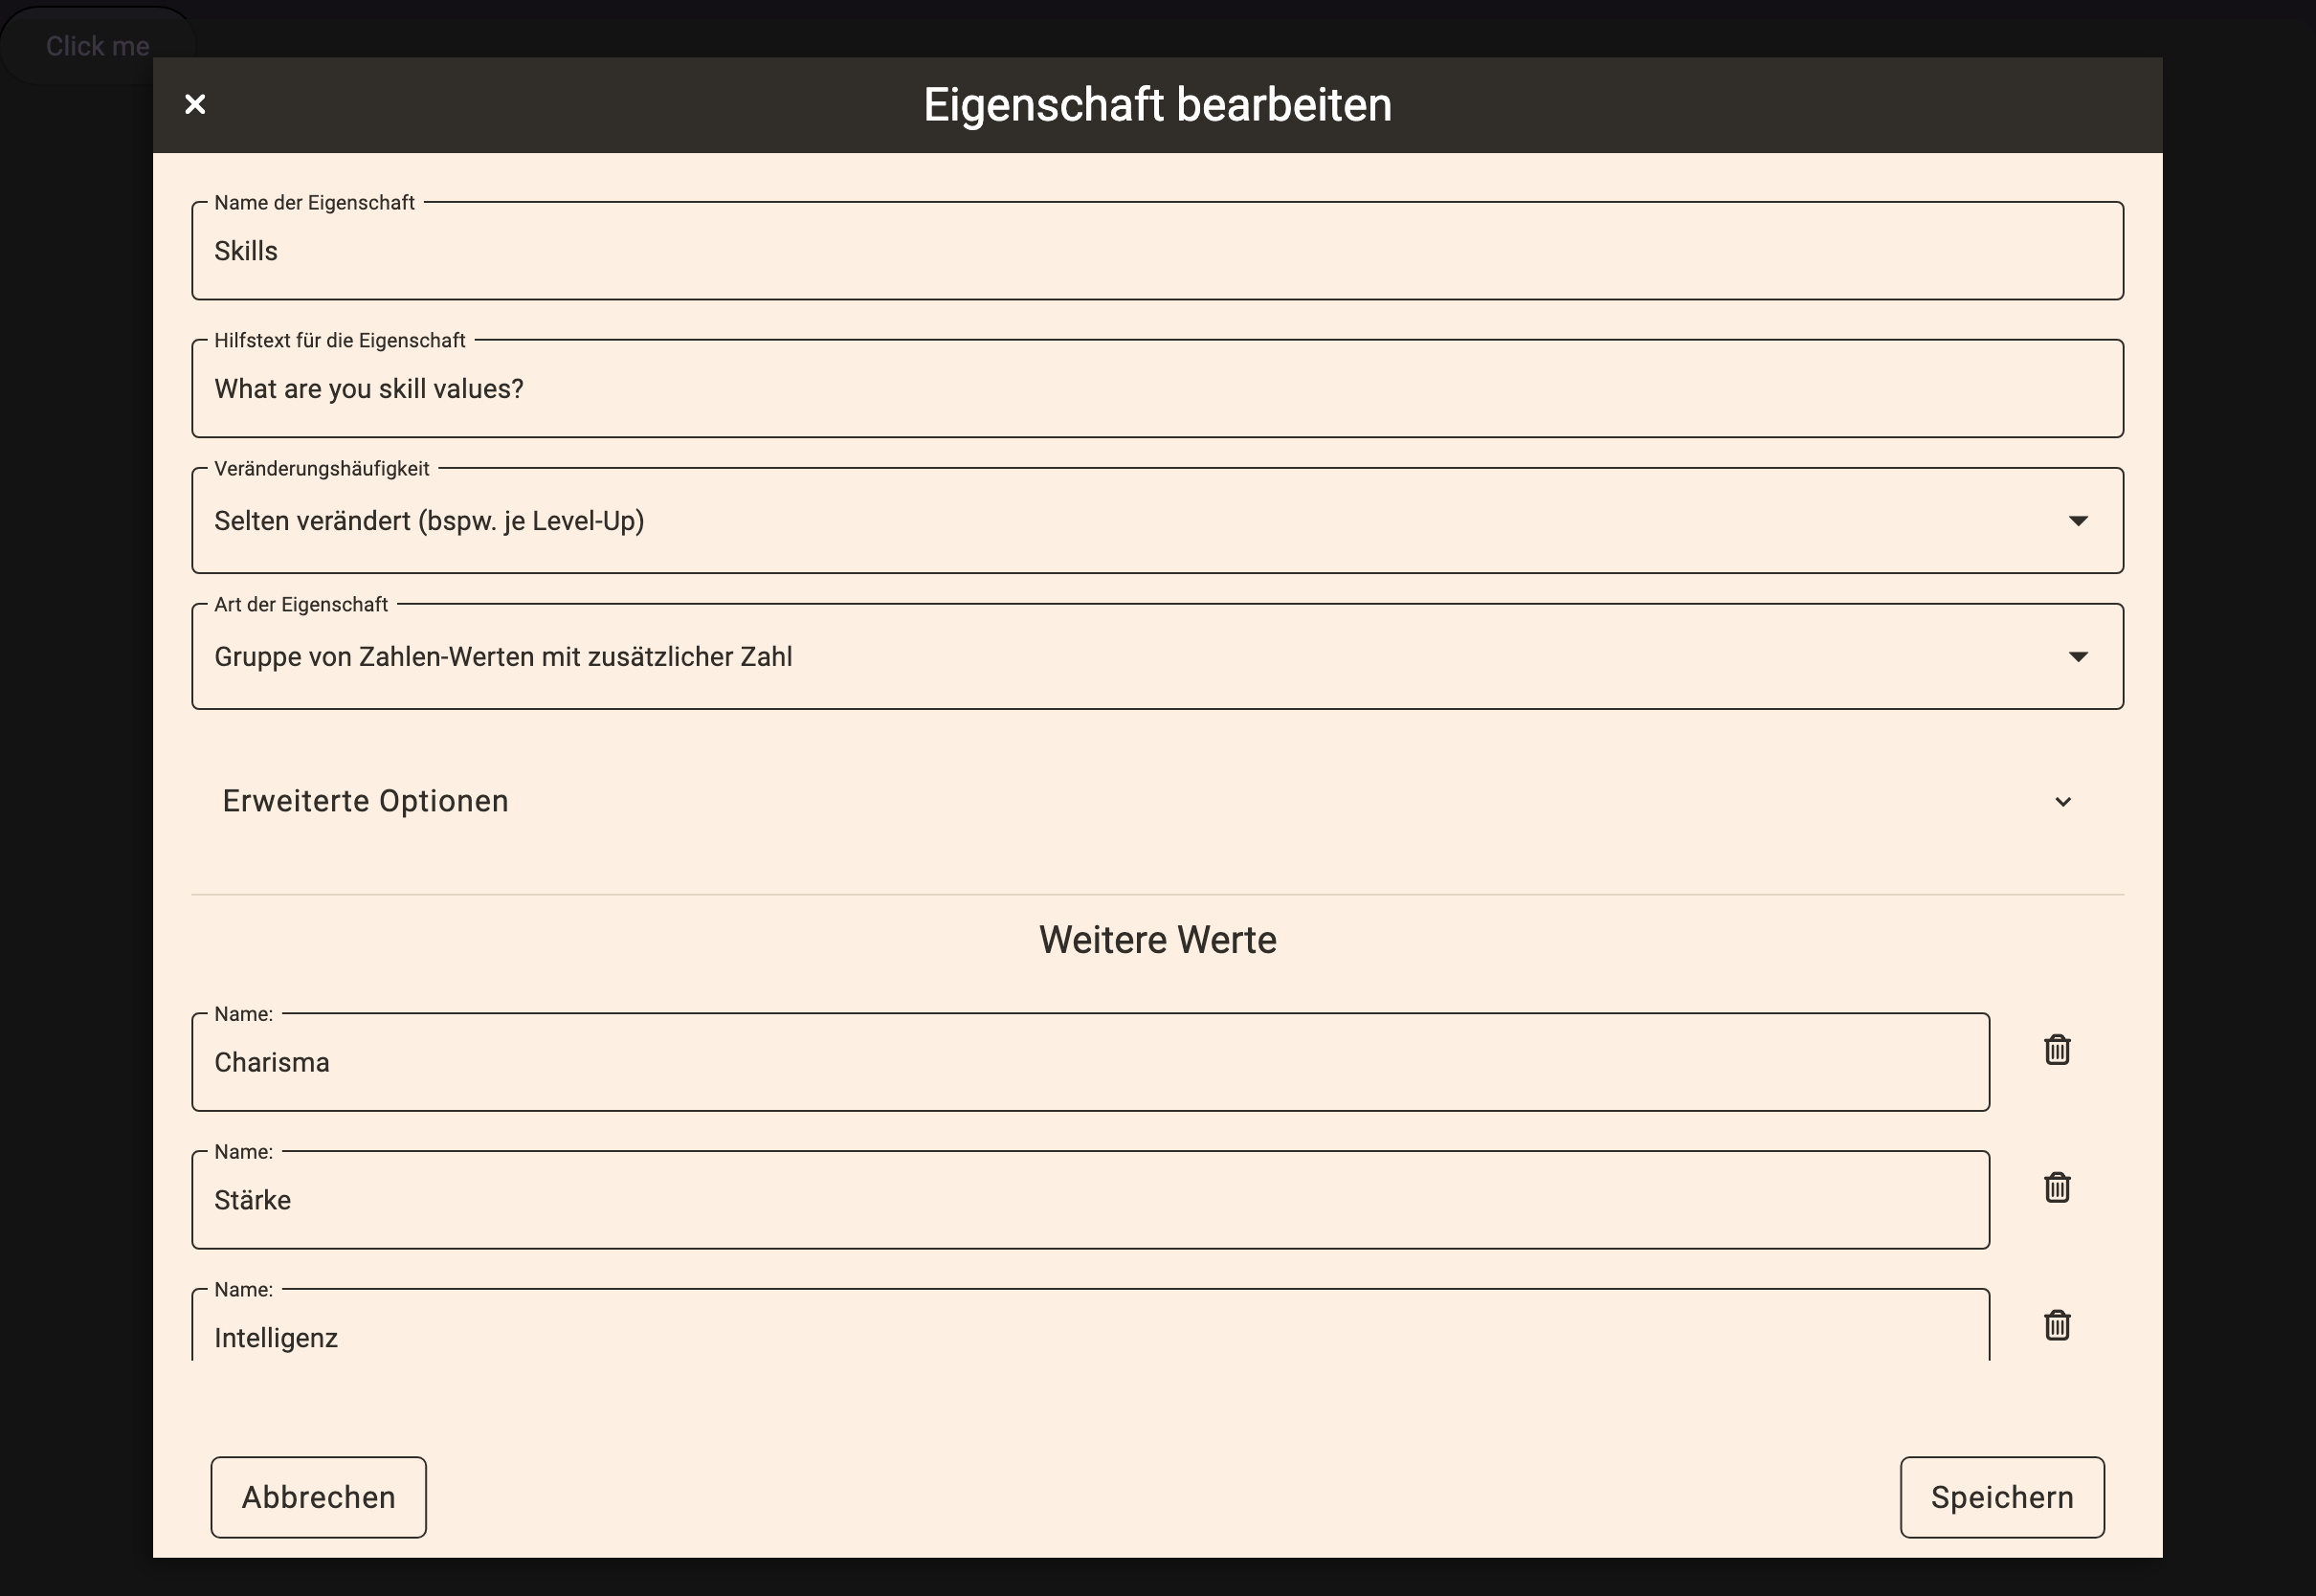 Click me
Eigenschaft bearbeiten
Name der Eigenschaft
Skills
Hilfstext für die Eigenschaft
What are you skill values?
Veränderungshäufigkeit
Selten verändert (bspw. je Level-Up)
Art der Eigenschaft
Gruppe von Zahlen-Werten mit zusätzlicher Zahl
Erweiterte Optionen
Weitere Werte
Name:
Charisma
Name:
Stärke
Name:
Intelligenz
Abbrechen
Speichern